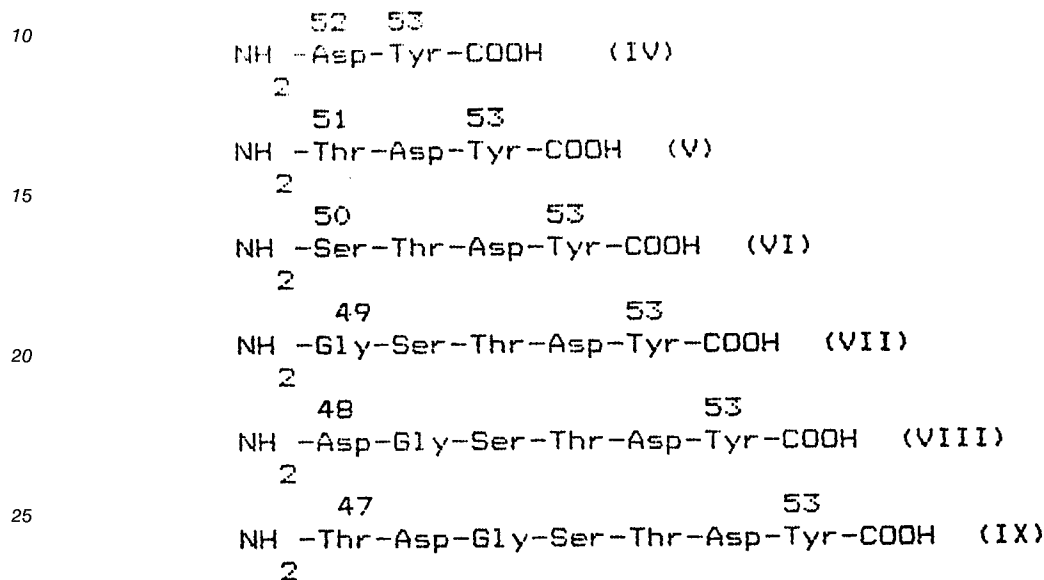 52 53
10
NH -Asp-Tyr-COOH (IV)
2
51 53
NH -Thr-Asp-Tyr-COOH (V)
2
15
50 53
NH -Ser-Thr-Asp-Tyr-COOH (VI)
2
49 53
NH -Gly-Ser-Thr-Asp-Tyr-COOH (VII)
20
2
48 53
NH -Asp-Gly-Ser-Thr-Asp-Tyr-COOH (VIII)
2
47 53
25
NH -Thr-Asp-Gly-Ser-Thr-Asp-Tyr-COOH (IX)
2